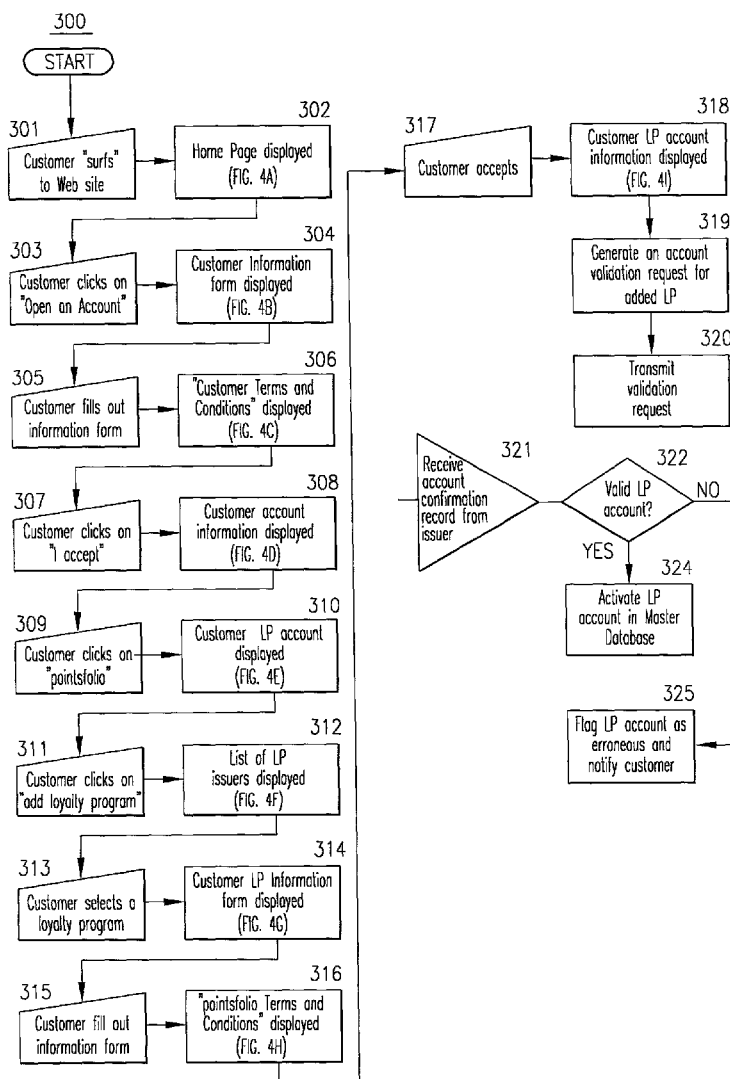 300
START
301
Customer "surfs"
to Web site
302
Home Page displayed
(FIG. 4A)
303
Customer clicks on
"Open an Account"
304
Customer Information
form displayed
(FIG. 4B)
305
Customer fills out
information form
306
"Customer Terms and
Conditions" displayed
(FIG. 4C)
307
Customer clicks on
"I accept"
308
Customer account
information displayed
(FIG. 4D)
309
Customer clicks on
"pointsfolio"
310
Customer LP account
displayed
(FIG. 4E)
311
Customer clicks on
"add loyally program"
312
List of LP
issuers displayed
(FIG. 4F)
313
Customer selects a
loyalty program
314
Customer LP Information
form displayed
(FIG. 4G)
315
Customer fill out
information form
316
"pointsfolio Terms and
Conditions" displayed
(FIG. 4H)
317
Customer accepts
318
Customer LP account
information displayed
(FIG. 4I)
319
Generate an account
validation request for
added LP
320
Transmit
validation
request
321
Receive
account
confirmation
record from
issuer
322
Valid LP
account?
NO
YES
324
Activate LP
account in Master
Database
325
Flag LP account as
erroneous and
notify customer